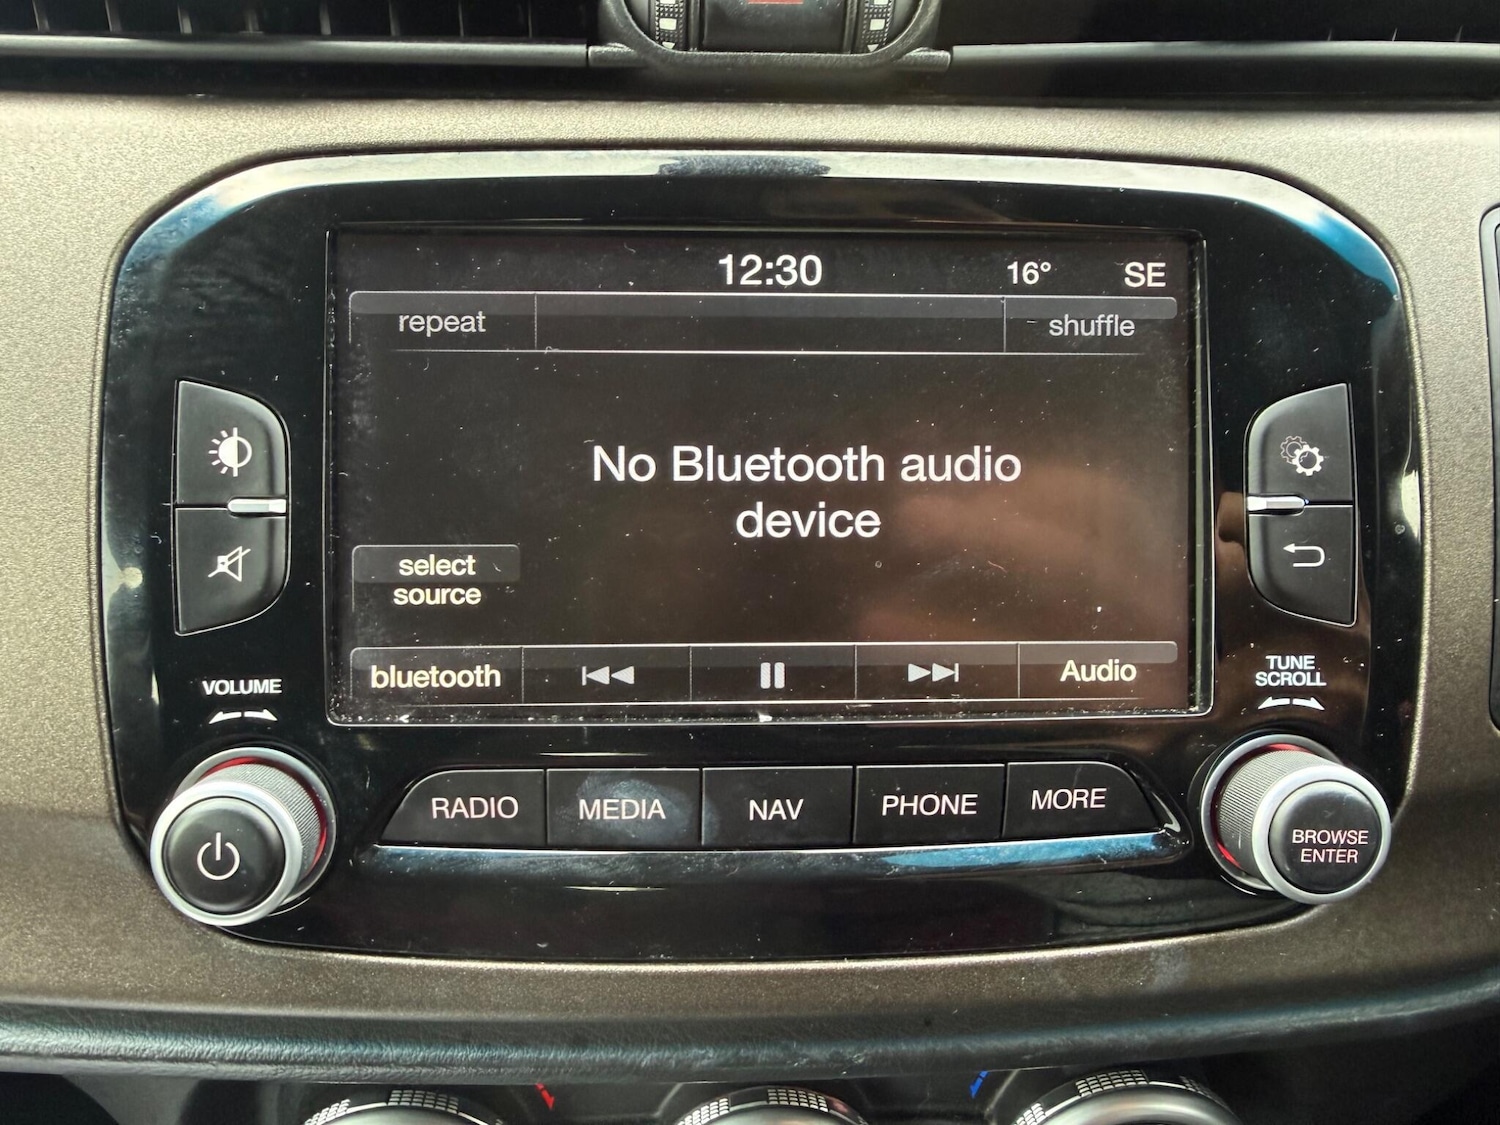 12:30 16° SE
repeat shuffle
No Bluetooth audio
device
select
source
bluetooth Audio
VOLUME
TUNE
SCROLL
RADIO MEDIA NAV PHONE MORE
BROWSE
ENTER